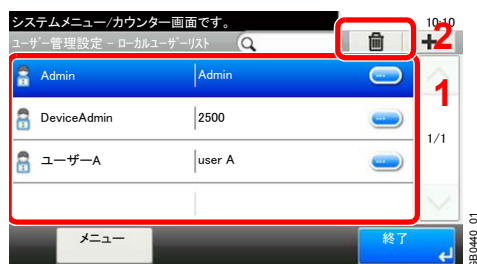 システムメニュー/カウンター画面です。
10:10
ユーザー管理設定 - ローカルユーザーリスト
2
Admin Admin
1
DeviceAdmin 2500
1/1
ユーザーA user A
メニュー
終了
GB0440_01